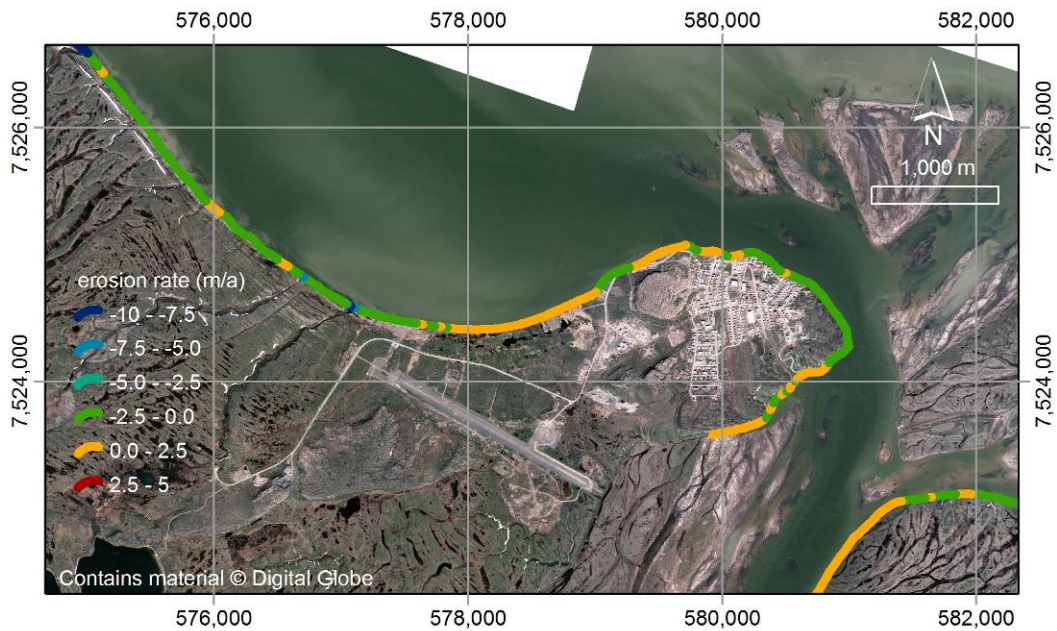 576,000 578,000 580,000 582,000
7,526,000 7,526,000
N
1,000 m
erosion rate (m/a)
-10 - -7.5
-7.5 - -5.0
-5.0 - -2.5
-2.5 - 0.0
0.0 - 2.5
2.5 - 5
7,524,000 7,524,000
Contains material © Digital Globe
576,000 578,000 580,000 582,000